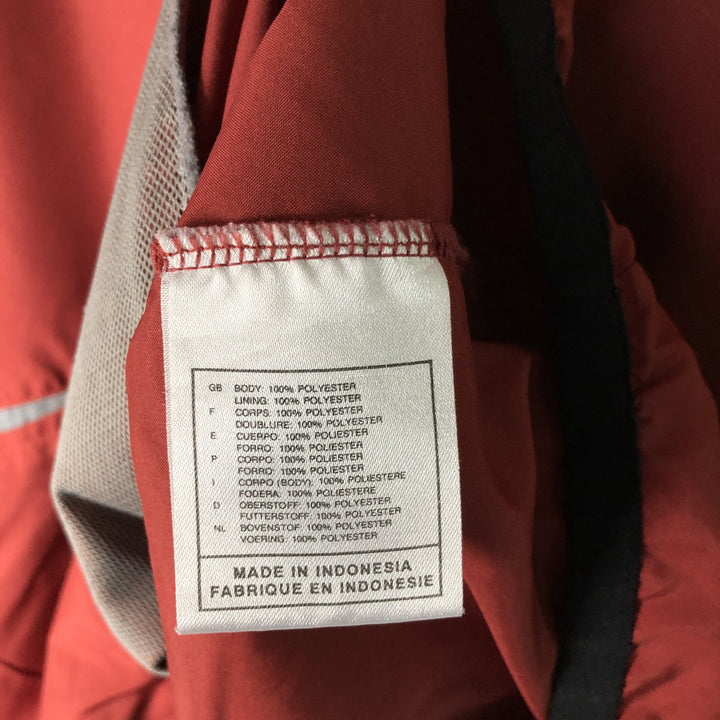 GB BODY: 100% POLYESTER
LINING: 100% POLYESTER
F CORPS: 100% POLYESTER
DOUBLURE: 100% POLYESTER
E CUERPO: 100% POLIESTER
FORRO: 100% POLIESTER
P CORPO: 100% POLIESTER
FORRO: 100% POLIESTER
I CORPO (BODY): 100% POLIESTERE
FODERA: 100% POLIESTERE
D OBERSTOFF: 100% POLYESTER
FUTTERSTOFF: 100% POLYESTER
NL BOVENSTOF: 100% POLYESTER
VOERING: 100% POLYESTER
MADE IN INDONESIA
FABRIQUE EN INDONESIE